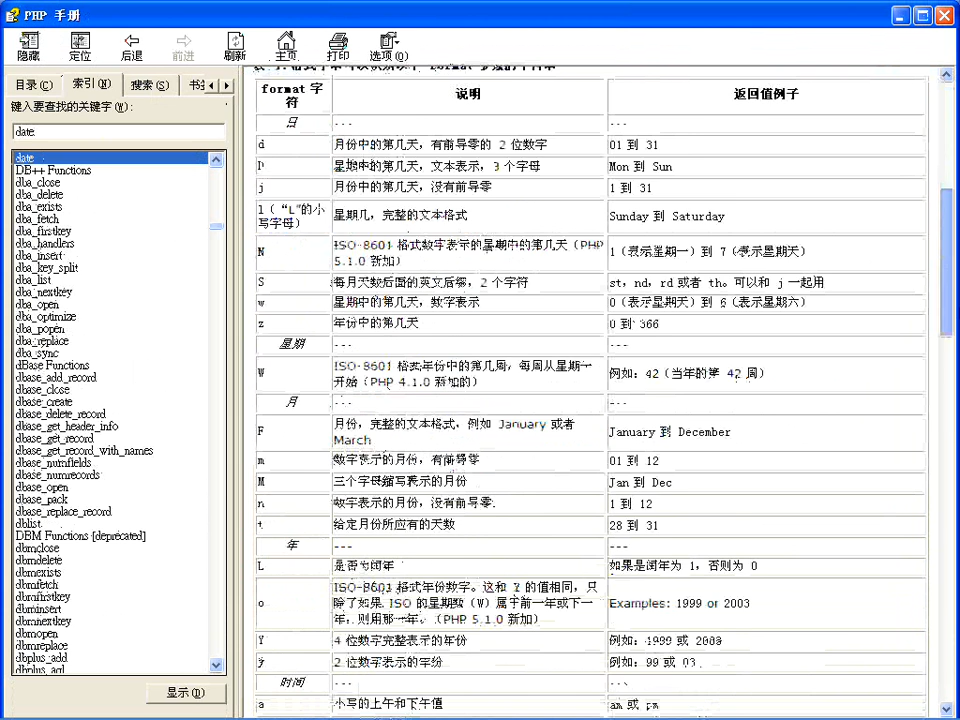 PHP 手册
隐藏 定位 后退 前进 刷新 主页 打印 选项(O)
目录(C) 索引(N) 搜索(S)
键入要查找的关键字(W):
date
date
DB++ Functions
dba_close
dba_delete
dba_exists
dba_fetch
dba_firstkey
dba_handlers
dba_insert
dba_key_split
dba_list
dba_nextkey
dba_open
dba_optimize
dba_popen
dba_replace
dba_sync
dBase Functions
dbase_add_record
dbase_close
dbase_create
dbase_delete_record
dbase_get_header_info
dbase_get_record
dbase_get_record_with_names
dbase_numfields
dbase_numrecords
dbase_open
dbase_pack
dbase_replace_record
dblist
DBM Functions [deprecated]
dbmclose
dbmdelete
dbmexists
dbmfetch
dbmfirstkey
dbminsert
dbmnextkey
dbmopen
dbmreplace
dbplus_add
dbplus_aql
显示(D)
format 字符 说明 返回值例子
日 --- ---
d 月份中的第几天，有前导零的 2 位数字 01 到 31
D 星期中的第几天，文本表示，3 个字母 Mon 到 Sun
j 月份中的第几天，没有前导零 1 到 31
l（“L”的小写字母） 星期几，完整的文本格式 Sunday 到 Saturday
N ISO-8601 格式数字表示的星期中的第几天（PHP 5.1.0 新加） 1（表示星期一）到 7（表示星期天）
S 每月天数后面的英文后缀，2 个字符 st，nd，rd 或者 th。可以和 j 一起用
w 星期中的第几天，数字表示 0（表示星期天）到 6（表示星期六）
z 年份中的第几天 0 到 366
星期 --- ---
W ISO-8601 格式年份中的第几周，每周从星期一开始（PHP 4.1.0 新加的） 例如：42（当年的第 42 周）
月 --- ---
F 月份，完整的文本格式，例如 January 或者 March January 到 December
m 数字表示的月份，有前导零 01 到 12
M 三个字母缩写表示的月份 Jan 到 Dec
n 数字表示的月份，没有前导零 1 到 12
t 给定月份所应有的天数 28 到 31
年 --- ---
L 是否为闰年 如果是闰年为 1，否则为 0
o ISO-8601 格式年份数字。这和 Y 的值相同，只除了如果 ISO 的星期数（W）属于前一年或下一年，则用那一年。（PHP 5.1.0 新加） Examples: 1999 or 2003
Y 4 位数字完整表示的年份 例如：1999 或 2003
y 2 位数字表示的年份 例如：99 或 03
时间 --- ---
a 小写的上午和下午值 am 或 pm